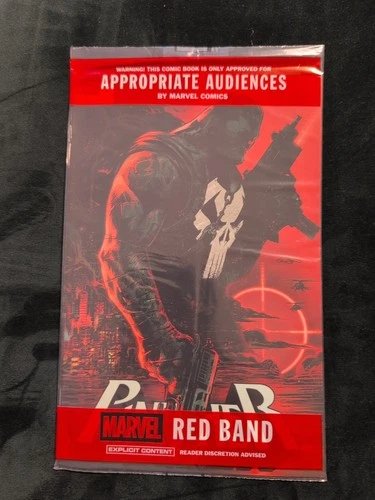 WARNING! THIS COMIC BOOK IS ONLY APPROVED FOR
APPROPRIATE AUDIENCES
BY MARVEL COMICS
MARVEL RED BAND
EXPLICIT CONTENT READER DISCRETION ADVISED